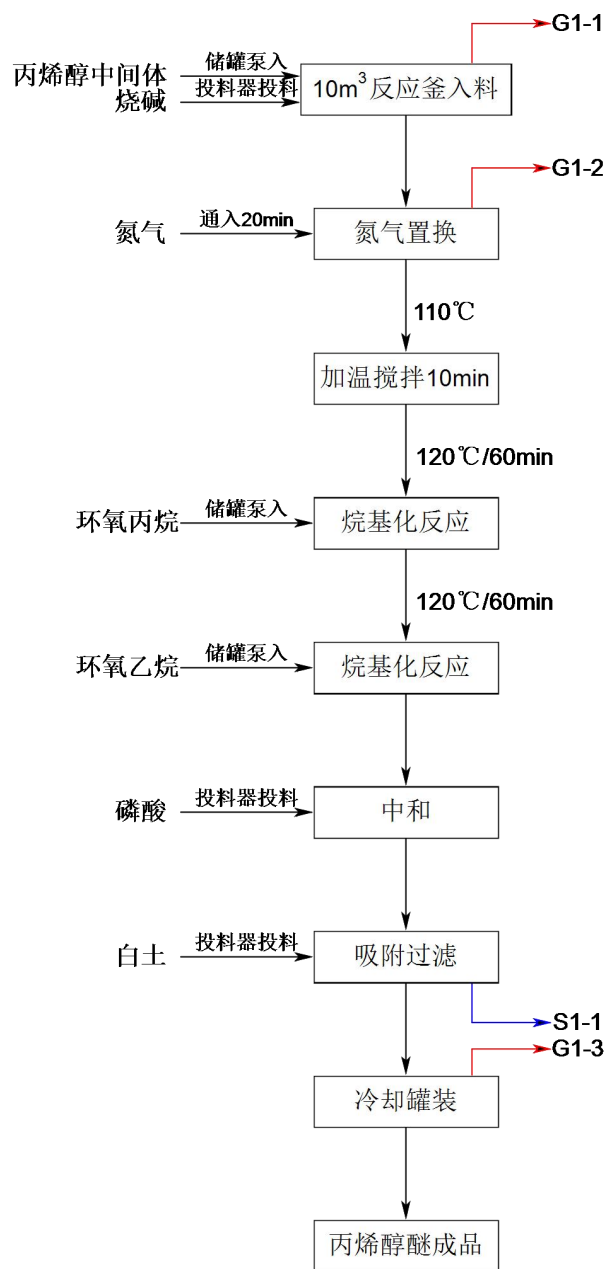 G1-1
储罐泵入
丙烯醇中间体
投料器投料
烧碱
10m³反应釜入料
G1-2
通入20min
氮气
氮气置换
110℃
加温搅拌10min
120℃/60min
储罐泵入
环氧丙烷
烷基化反应
120℃/60min
储罐泵入
环氧乙烷
烷基化反应
投料器投料
磷酸
中和
投料器投料
白土
吸附过滤
S1-1
G1-3
冷却罐装
丙烯醇醚成品